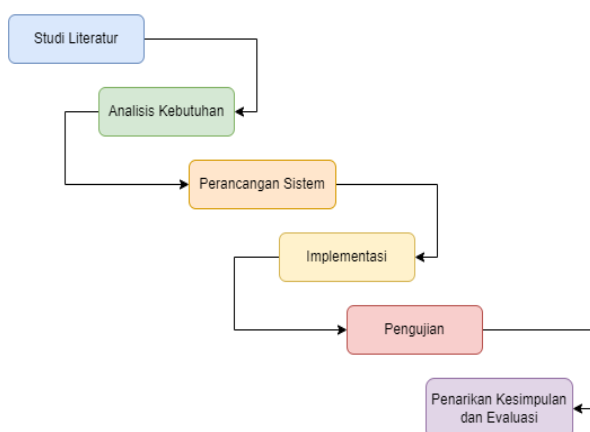 Studi Literatur
Analisis Kebutuhan
Perancangan Sistem
Implementasi
Pengujian
Penarikan Kesimpulan
dan Evaluasi